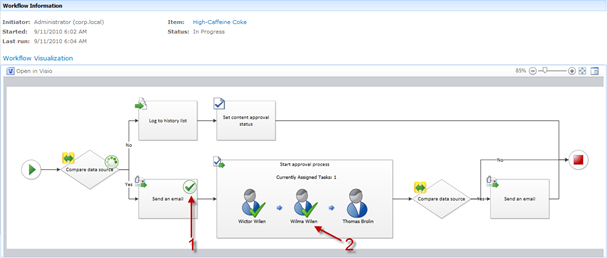 Workflow Information
Initiator: Administrator (corp.local) Item: High-Caffeine Coke
Started: 9/11/2010 6:02 AM Status: In Progress
Last run: 9/11/2010 6:04 AM
Workflow Visualization
Open in Visio 85%
Log to history list Set content approval status
No
Compare data source
Yes
Send an email
Start approval process
Currently Assigned Tasks: 1
Wictor Wilen Wilma Wilen Thomas Brolin
No
Compare data source
Yes
Send an email
1 2